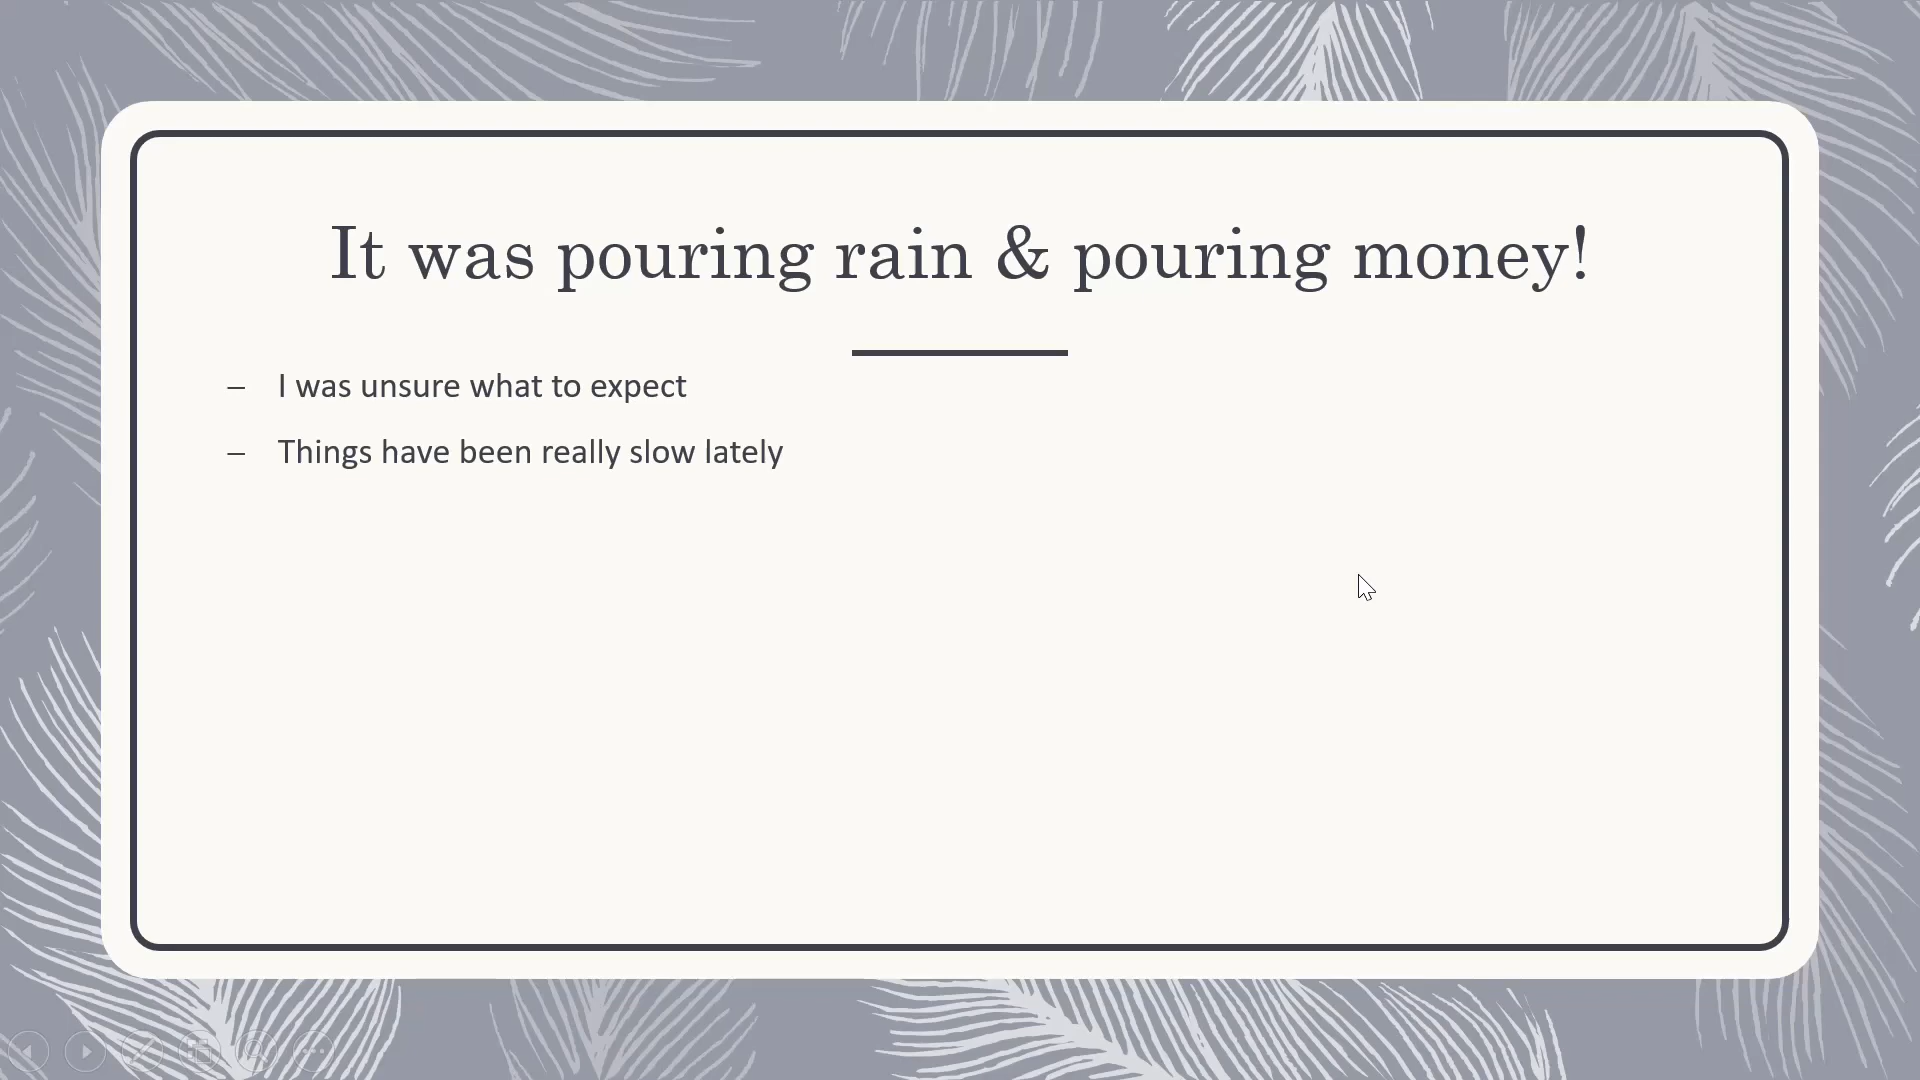 It was pouring rain & pouring money!
– I was unsure what to expect
– Things have been really slow lately